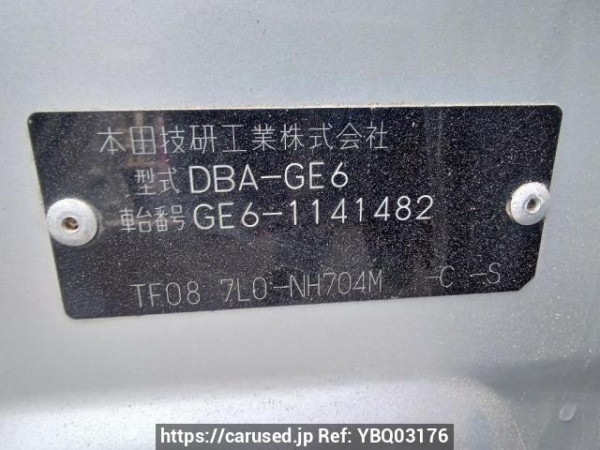 本田技研工業株式会社
型式 DBA-GE6
車台番号 GE6-1141482
TF08 7L0-NH704M -C -S
https://carused.jp Ref: YBQ03176